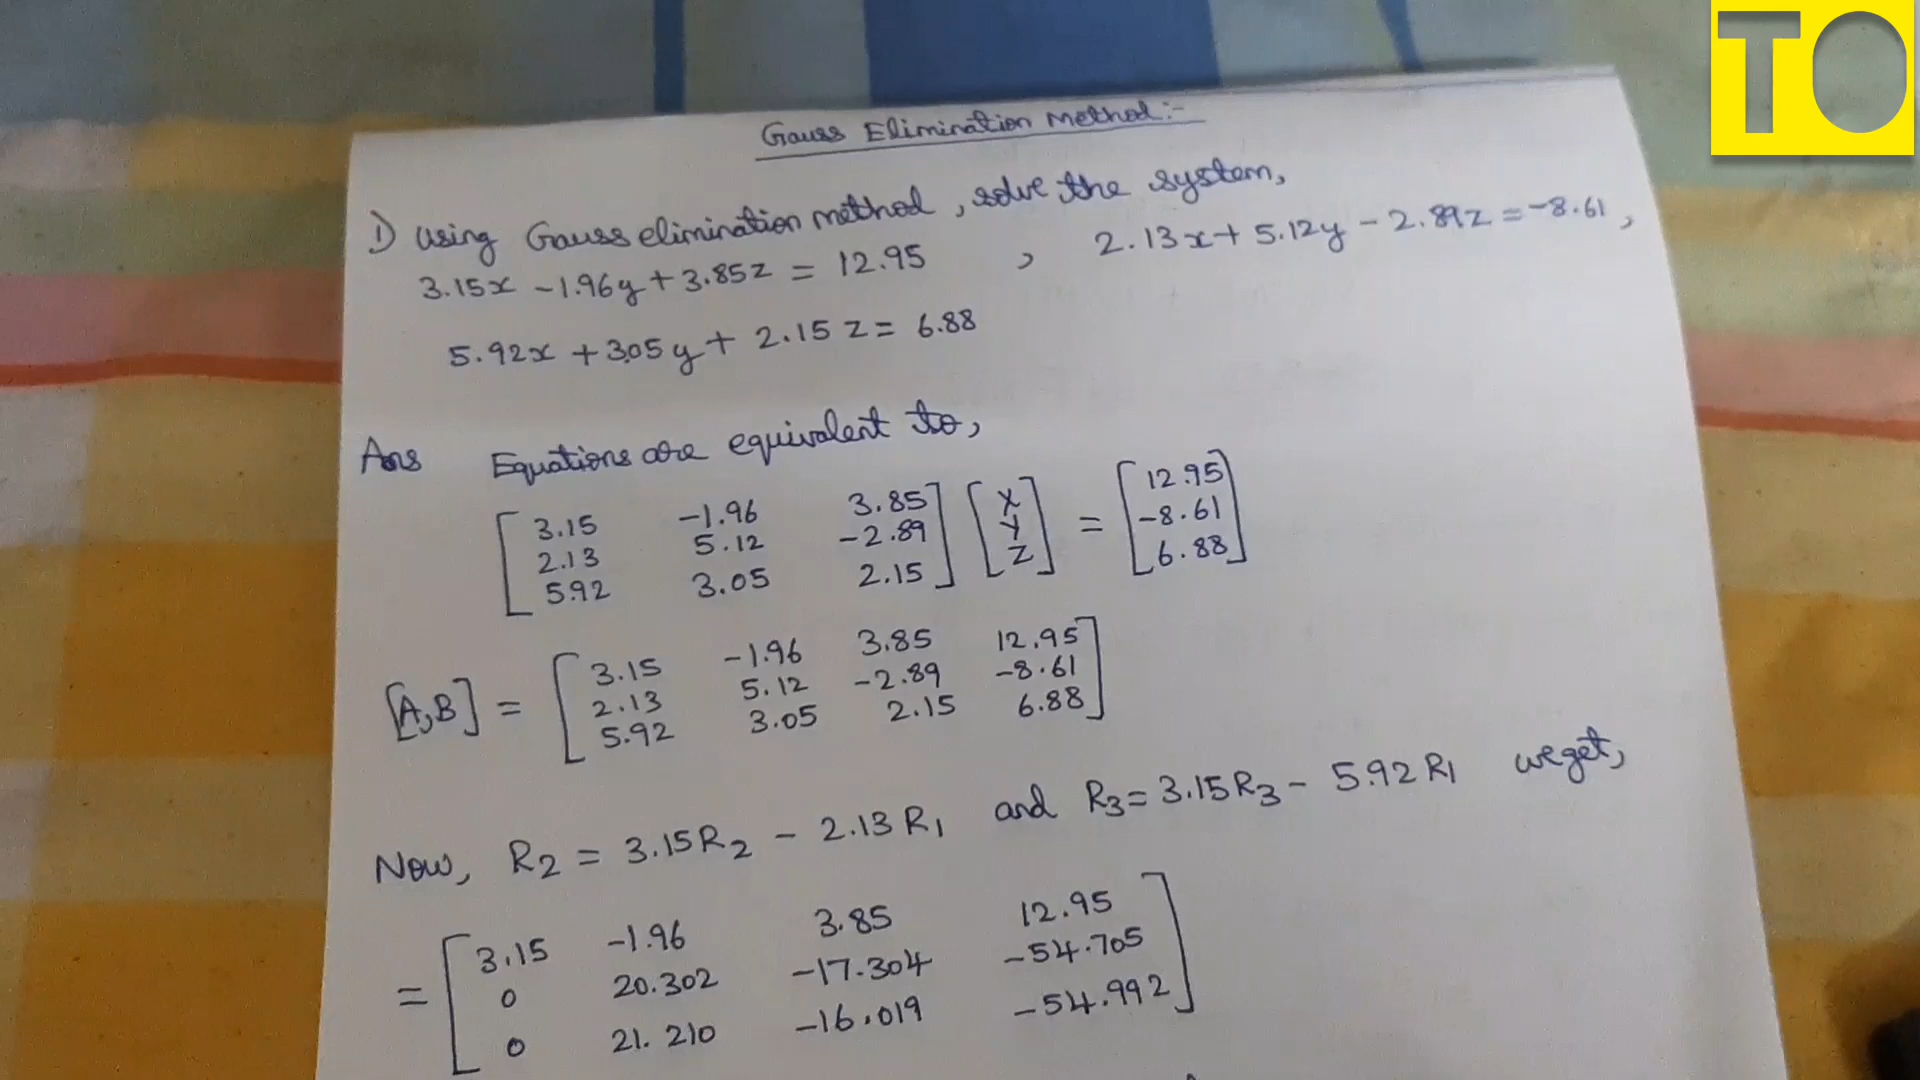 TO
Gauss Elimination Method:-
1) Using Gauss elimination method, solve the system,
3.15x -1.96y + 3.85z = 12.95 , 2.13x + 5.12y - 2.89z = -8.61 ,
5.92x + 3.05y + 2.15 z = 6.88
Ans Equations are equivalent to,
[ 3.15 -1.96 3.85 ] [ x ] = [ 12.95 ]
[ 2.13 5.12 -2.89 ] [ y ] [ -8.61 ]
[ 5.92 3.05 2.15 ] [ z ] [ 6.88 ]
[A,B] = [ 3.15 -1.96 3.85 12.95 ]
[ 2.13 5.12 -2.89 -8.61 ]
[ 5.92 3.05 2.15 6.88 ]
Now, R2 = 3.15R2 - 2.13 R1 and R3 = 3.15R3 - 5.92 R1 we get,
= [ 3.15 -1.96 3.85 12.95 ]
[ 0 20.302 -17.304 -54.705 ]
[ 0 21.210 -16.019 -54.992 ]